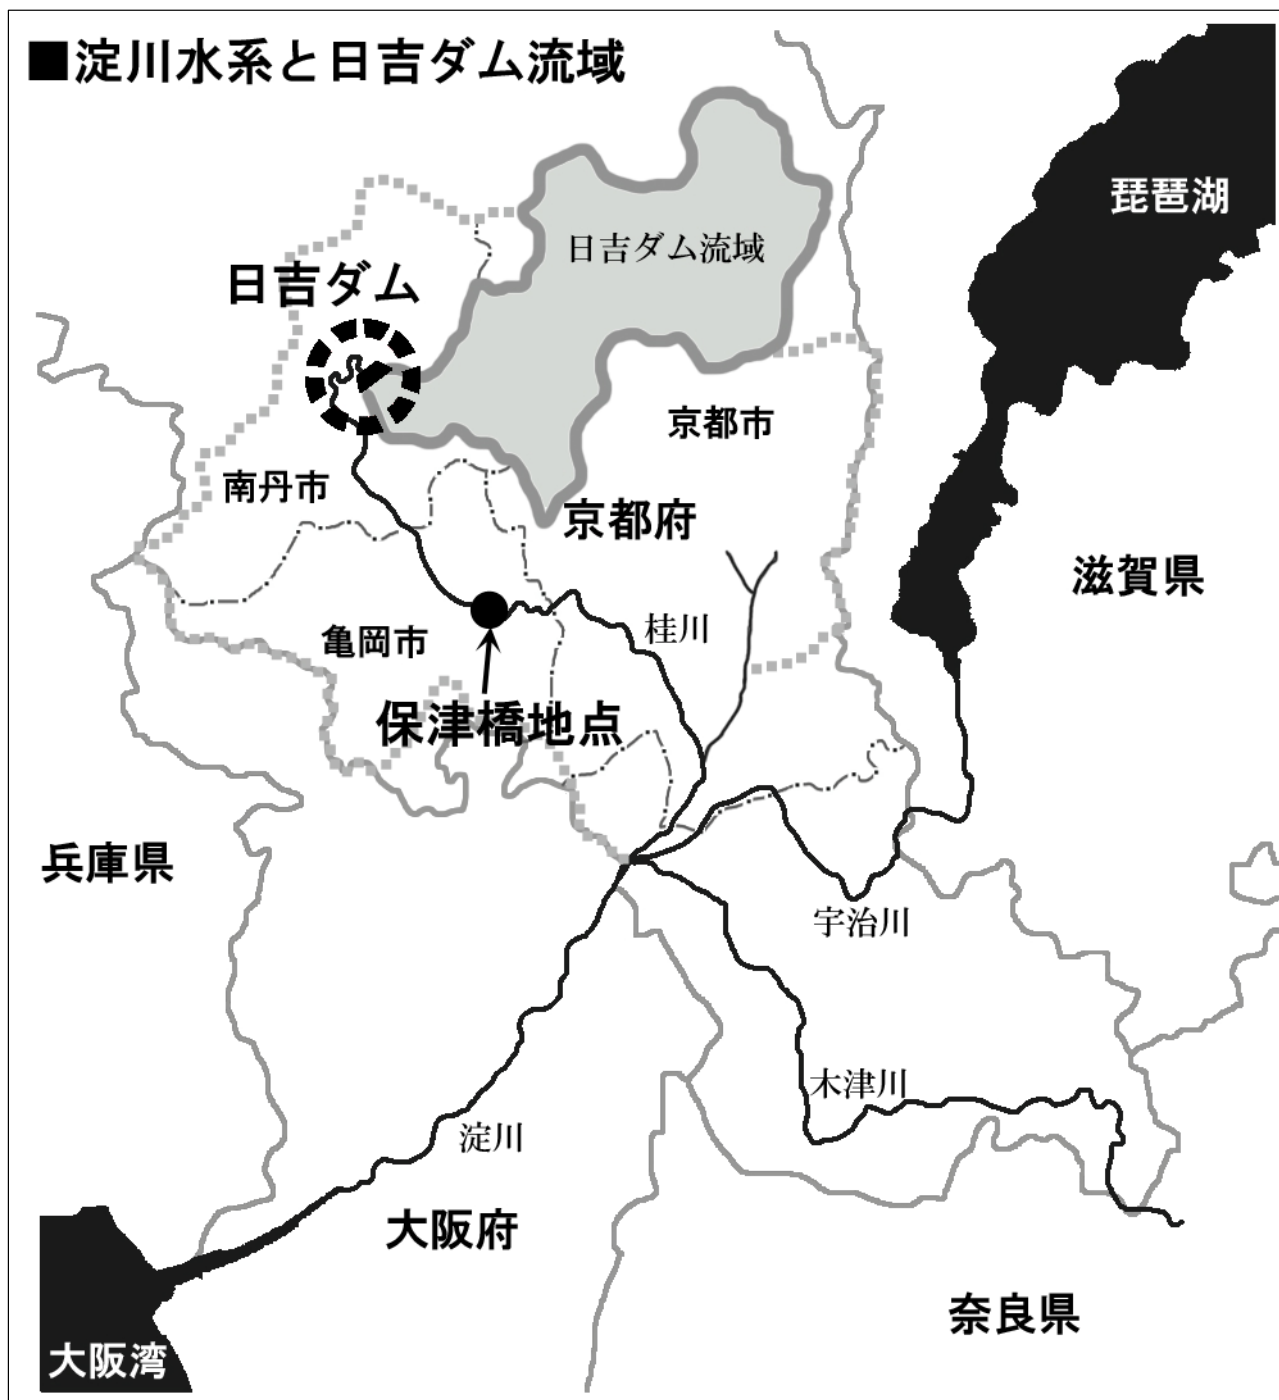 ■淀川水系と日吉ダム流域
琵琶湖
日吉ダム流域
日吉ダム
京都市
南丹市
京都府
滋賀県
桂川
亀岡市
保津橋地点
兵庫県
宇治川
木津川
淀川
大阪府
奈良県
大阪湾